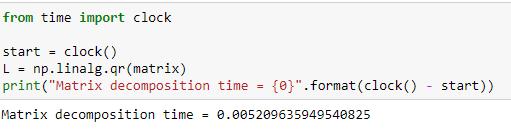 from time import clock
start = clock()
L = np.linalg.qr(matrix)
print("Matrix decomposition time = {0}".format(clock() - start))
Matrix decomposition time = 0.005209635949540825